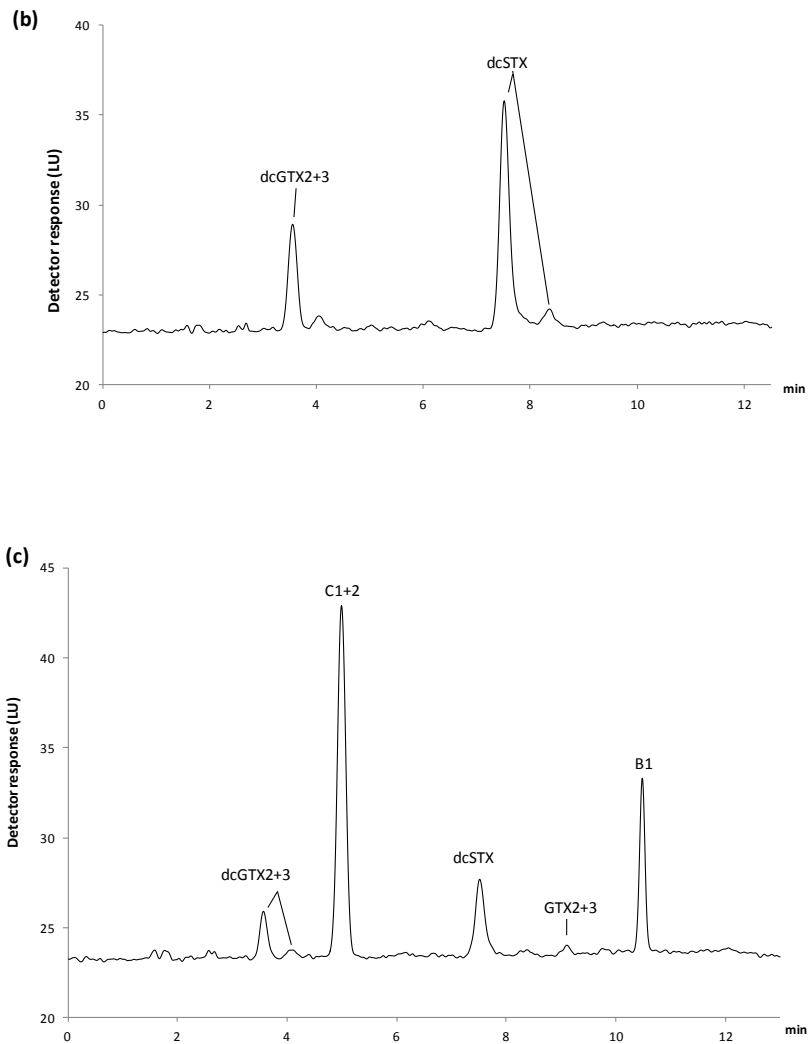 (b)
40
35
30
25
20
Detector response (LU)
dcGTX2+3
dcSTX
0 2 4 6 8 10 12 min
(c)
45
40
35
30
25
20
Detector response (LU)
C1+2
B1
dcGTX2+3
dcSTX
GTX2+3
0 2 4 6 8 10 12 min